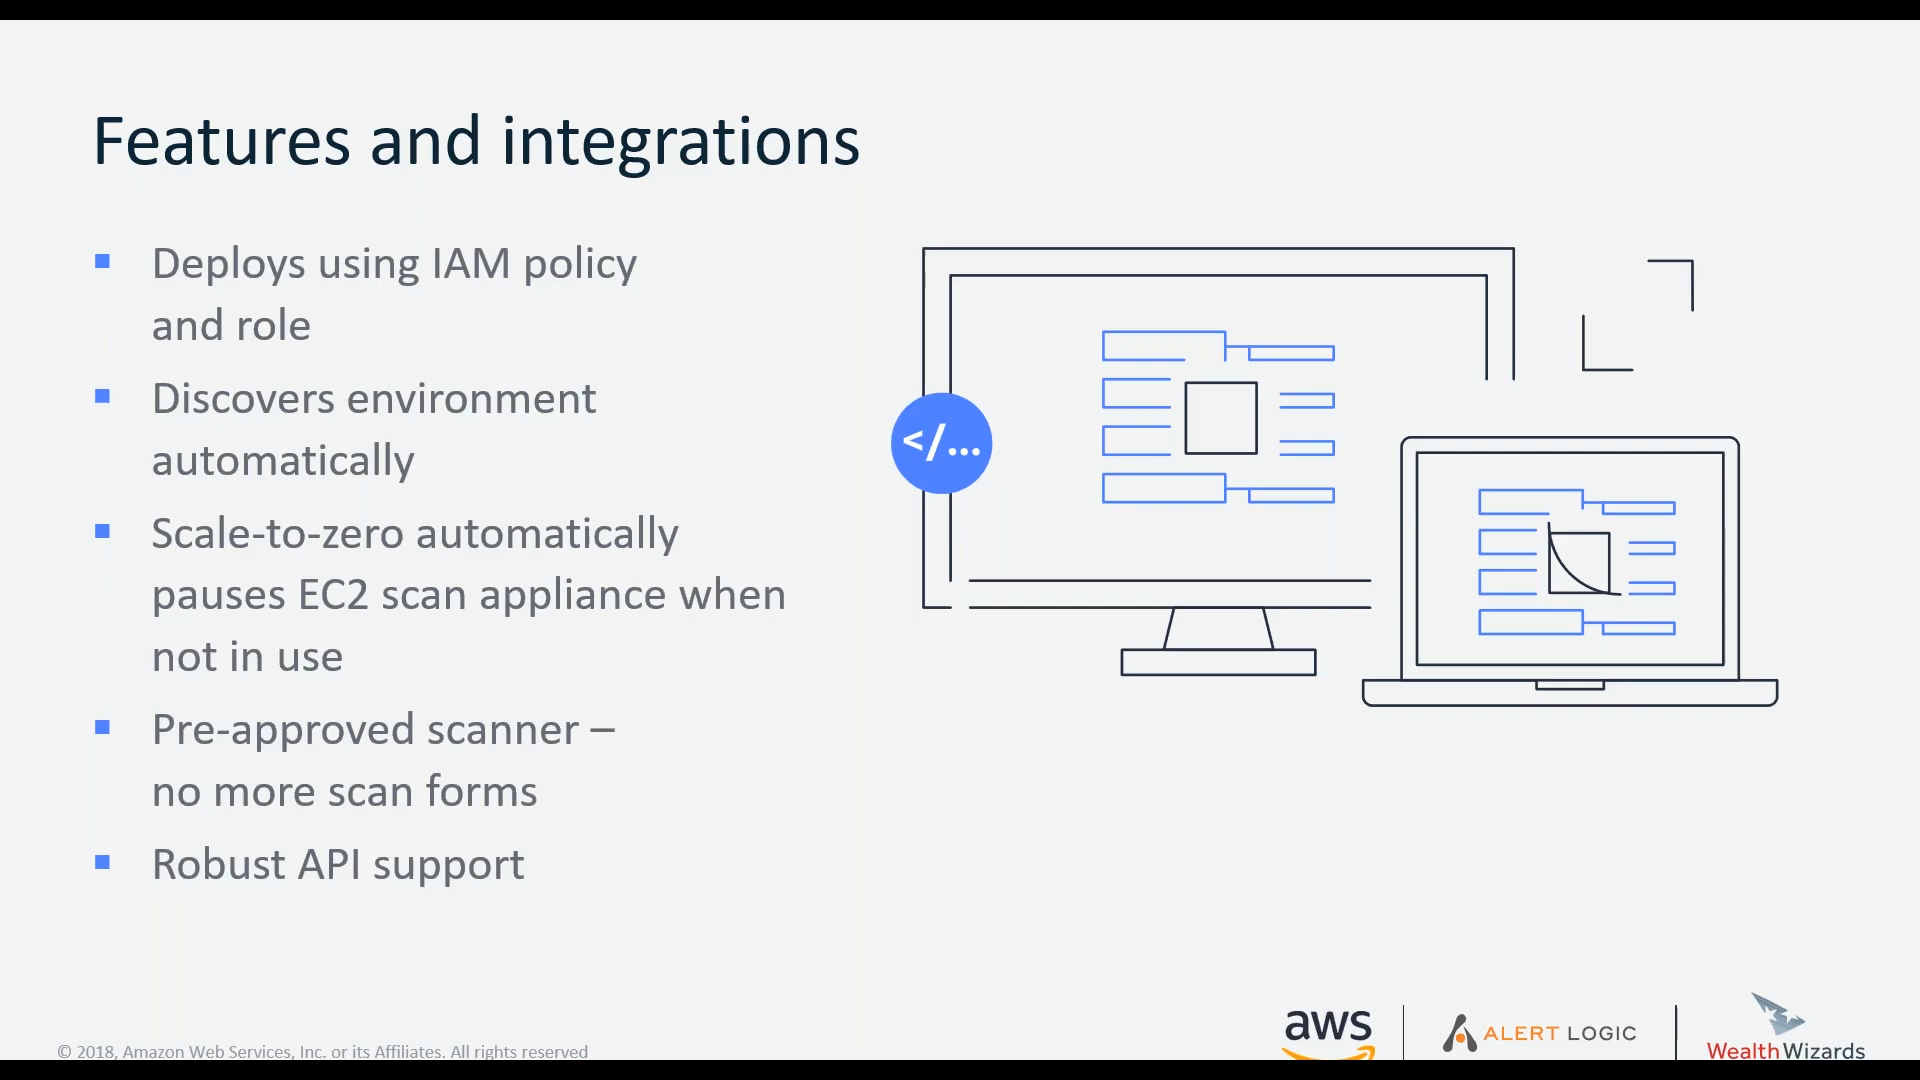 Features and integrations
Deploys using IAM policy
and role
Discovers environment
automatically
Scale-to-zero automatically
pauses EC2 scan appliance when
not in use
Pre-approved scanner –
no more scan forms
Robust API support
</...
© 2018, Amazon Web Services, Inc. or its Affiliates. All rights reserved
aws
ALERT LOGIC
WealthWizards